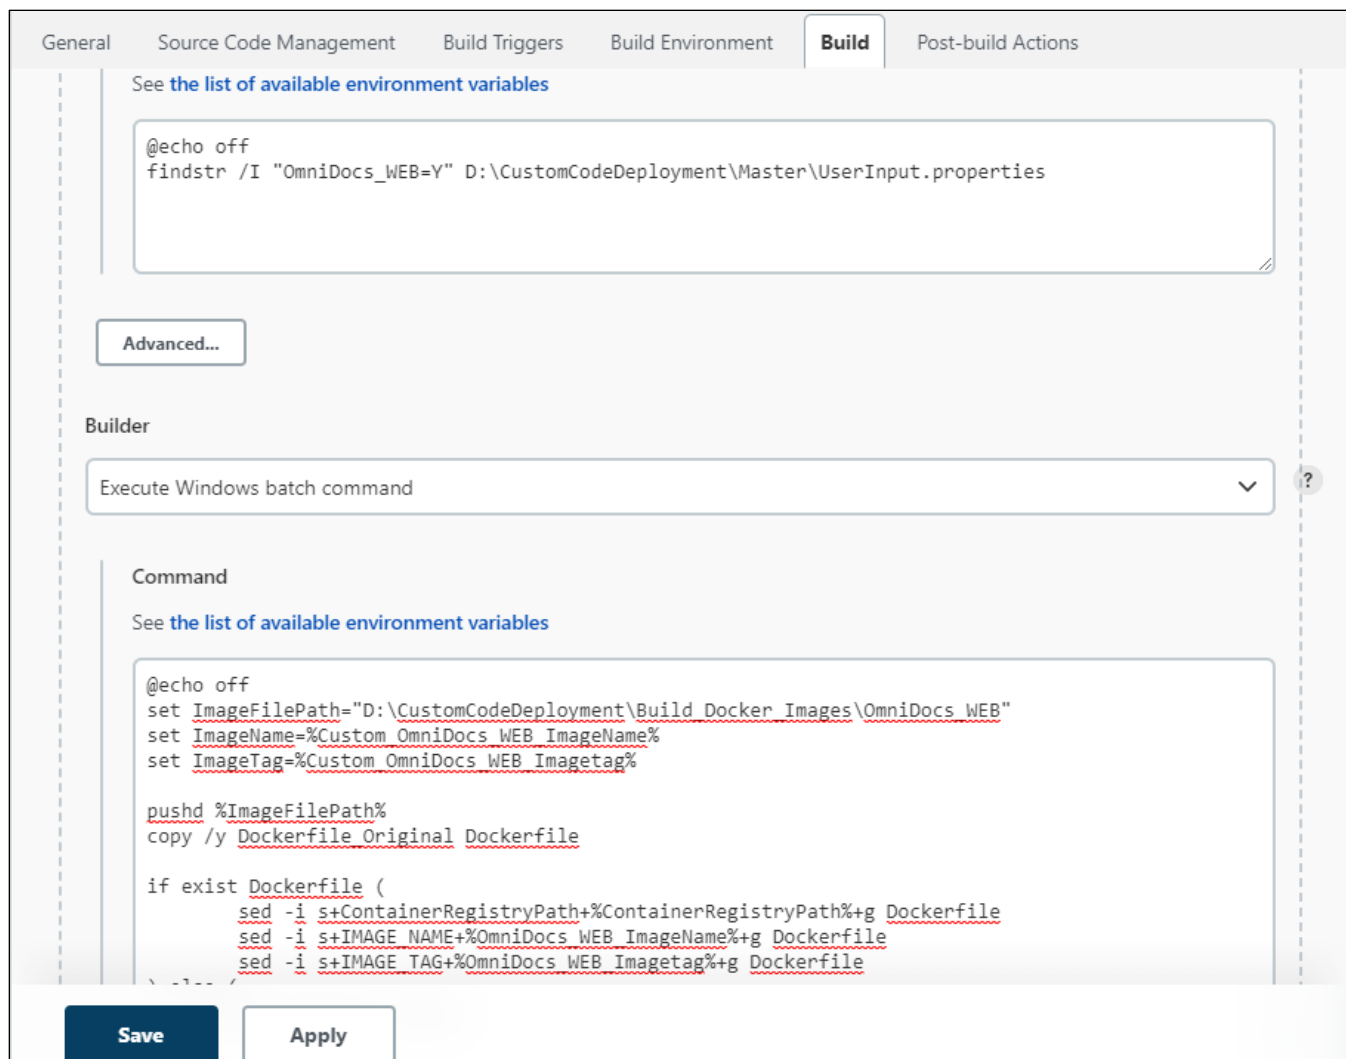 General Source Code Management Build Triggers Build Environment Build Post-build Actions
See the list of available environment variables
@echo off
findstr /I "OmniDocs_WEB=Y" D:\CustomCodeDeployment\Master\UserInput.properties
Advanced...
Builder
Execute Windows batch command
?
Command
See the list of available environment variables
@echo off
set ImageFilePath="D:\CustomCodeDeployment\Build_Docker_Images\OmniDocs_WEB"
set ImageName=%Custom_OmniDocs_WEB_ImageName%
set ImageTag=%Custom_OmniDocs_WEB_Imagetag%
pushd %ImageFilePath%
copy /y Dockerfile_Original Dockerfile
if exist Dockerfile (
sed -i s+ContainerRegistryPath+%ContainerRegistryPath%+g Dockerfile
sed -i s+IMAGE_NAME+%OmniDocs_WEB_ImageName%+g Dockerfile
sed -i s+IMAGE_TAG+%OmniDocs_WEB_Imagetag%+g Dockerfile
) else (
Save Apply